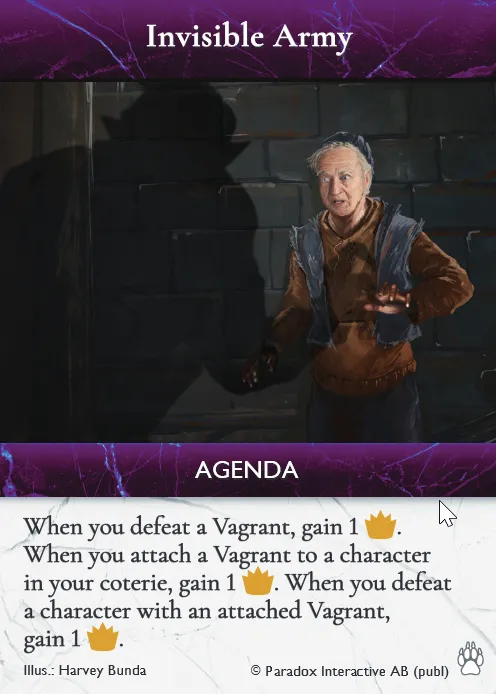 Invisible Army
AGENDA
When you defeat a Vagrant, gain 1 .
When you attach a Vagrant to a character
in your coterie, gain 1 . When you defeat
a character with an attached Vagrant,
gain 1 .
Illus.: Harvey Bunda
© Paradox Interactive AB (publ)